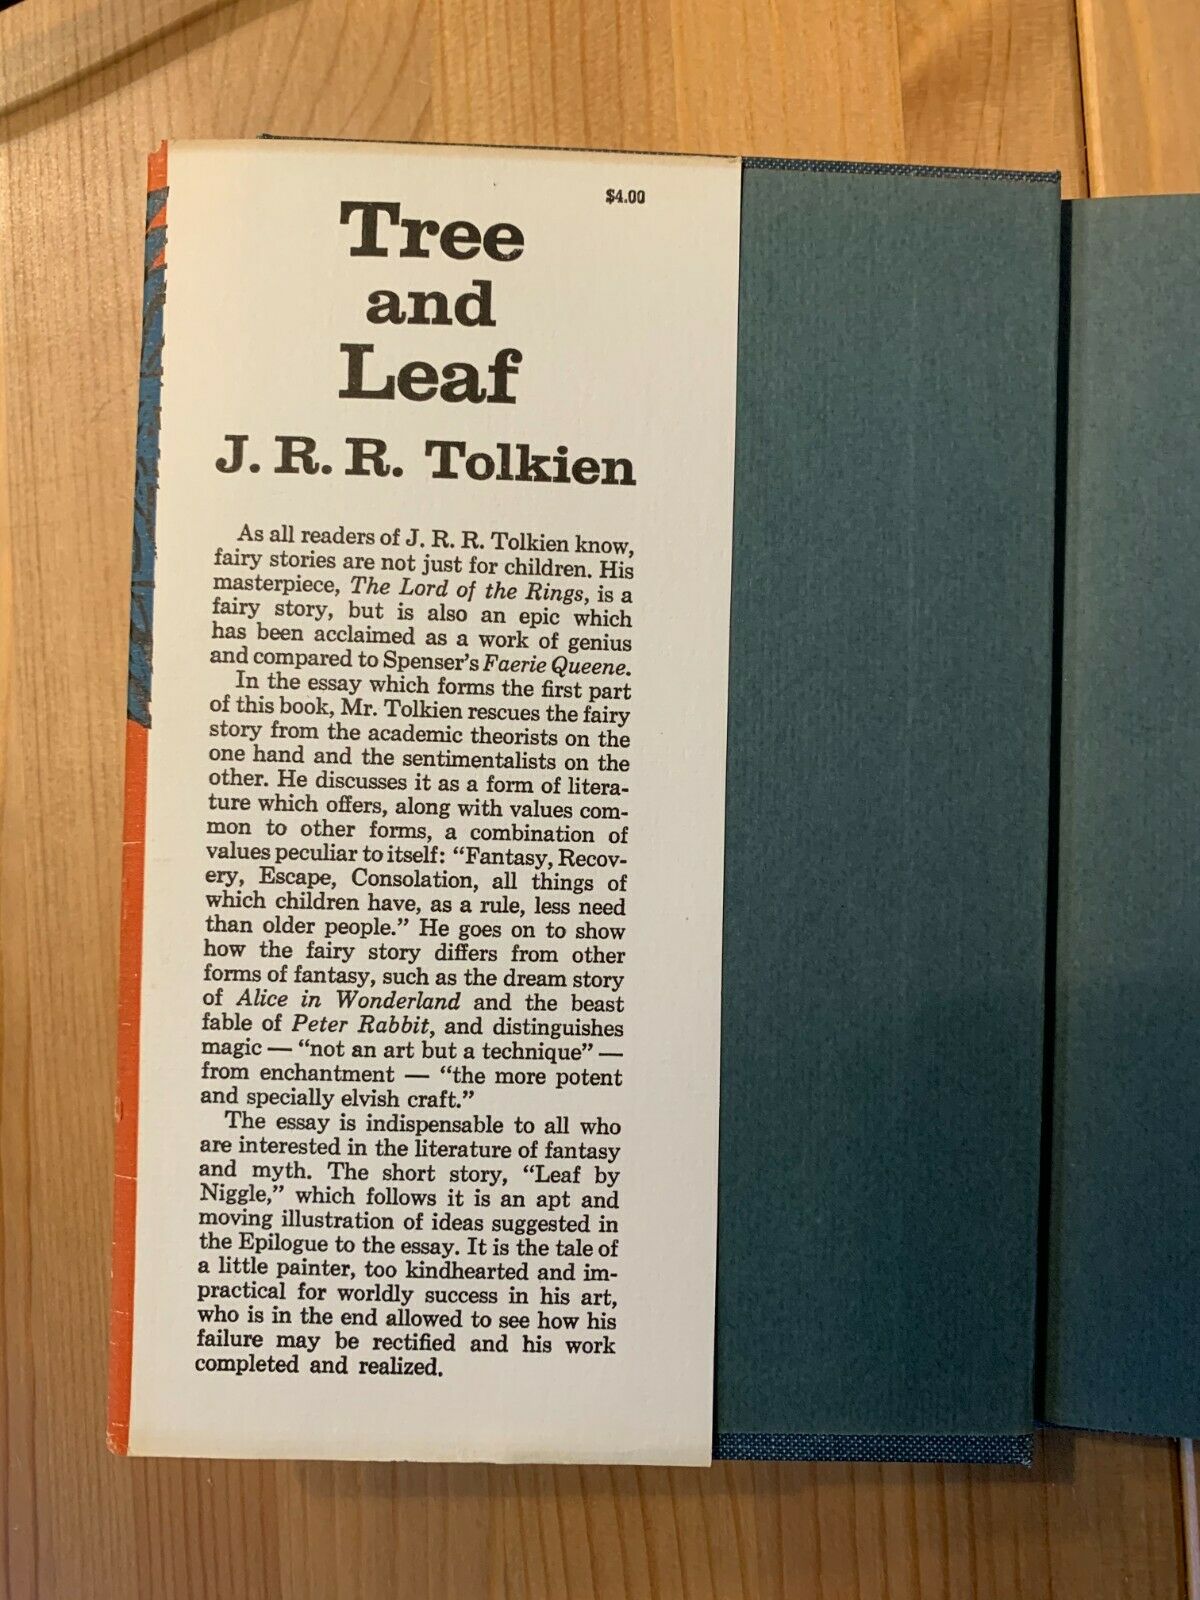 $4.00
Tree
and
Leaf
J. R. R. Tolkien
As all readers of J. R. R. Tolkien know,
fairy stories are not just for children. His
masterpiece, The Lord of the Rings, is a
fairy story, but is also an epic which
has been acclaimed as a work of genius
and compared to Spenser's Faerie Queene.
In the essay which forms the first part
of this book, Mr. Tolkien rescues the fairy
story from the academic theorists on the
one hand and the sentimentalists on the
other. He discusses it as a form of litera-
ture which offers, along with values com-
mon to other forms, a combination of
values peculiar to itself: “Fantasy, Recov-
ery, Escape, Consolation, all things of
which children have, as a rule, less need
than older people.” He goes on to show
how the fairy story differs from other
forms of fantasy, such as the dream story
of Alice in Wonderland and the beast
fable of Peter Rabbit, and distinguishes
magic — “not an art but a technique” —
from enchantment — “the more potent
and specially elvish craft.”
The essay is indispensable to all who
are interested in the literature of fantasy
and myth. The short story, “Leaf by
Niggle,” which follows it is an apt and
moving illustration of ideas suggested in
the Epilogue to the essay. It is the tale of
a little painter, too kindhearted and im-
practical for worldly success in his art,
who is in the end allowed to see how his
failure may be rectified and his work
completed and realized.